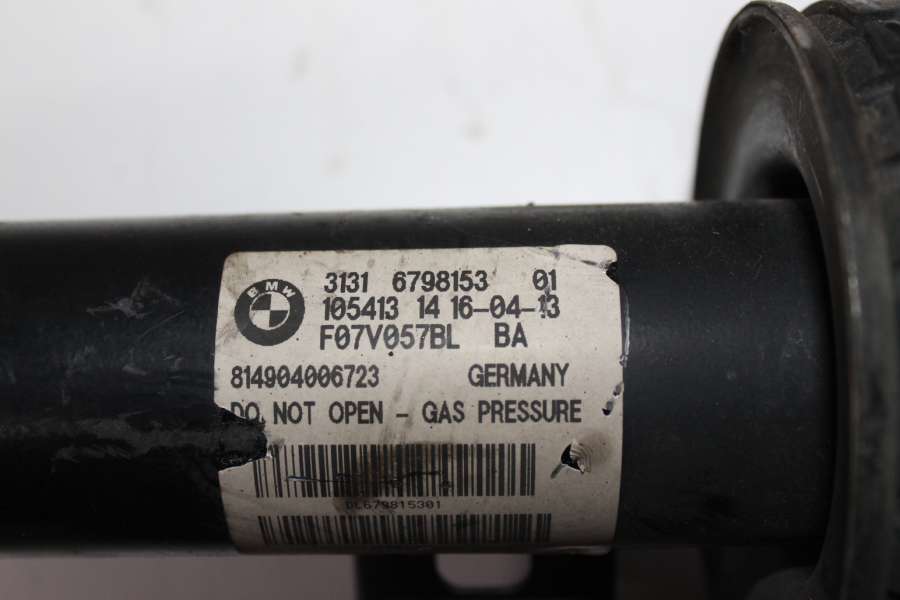 BMW
3131 6798153 01
105413 14 16-04-13
F07V057BL BA
814904006723 GERMANY
DO NOT OPEN - GAS PRESSURE
DL679815301